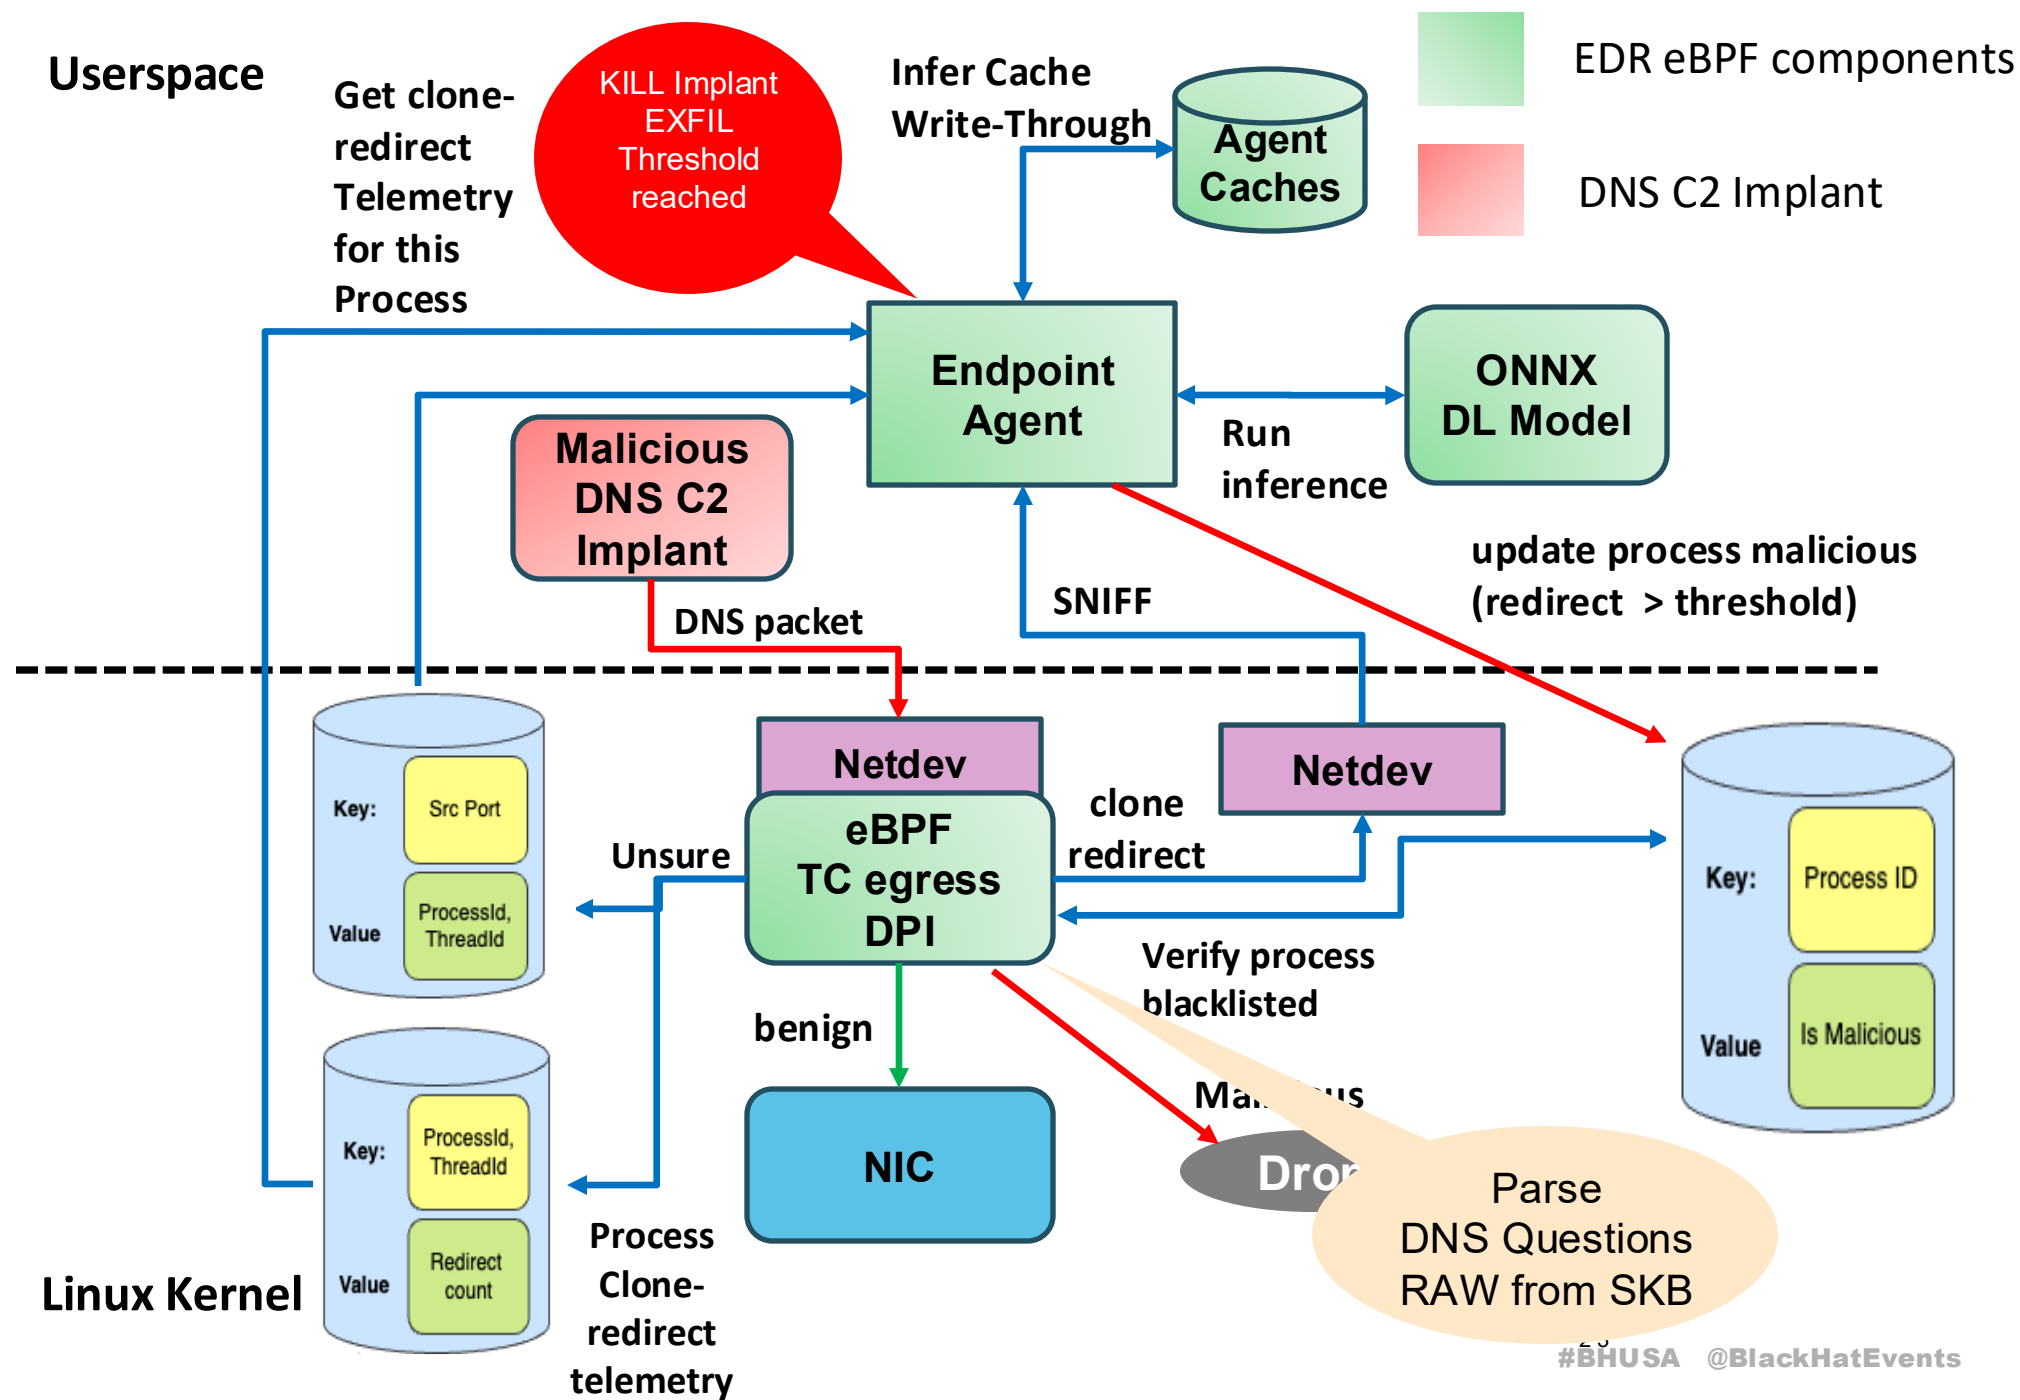 Userspace
Get clone-
redirect
Telemetry
for this
Process
KILL Implant
EXFIL
Threshold
reached
Infer Cache
Write-Through
Agent
Caches
EDR eBPF components
DNS C2 Implant
Endpoint
Agent
ONNX
DL Model
Run
inference
Malicious
DNS C2
Implant
DNS packet
SNIFF
update process malicious
(redirect > threshold)
Netdev
Netdev
Key:
Src Port
Value
ProcessId,
ThreadId
Unsure
eBPF
TC egress
DPI
clone
redirect
Key:
Process ID
Value
Is Malicious
Verify process
blacklisted
benign
NIC
Key:
ProcessId,
ThreadId
Value
Redirect
count
Process
Clone-
redirect
telemetry
Parse
DNS Questions
RAW from SKB
Linux Kernel
#BHUSA @BlackHatEvents